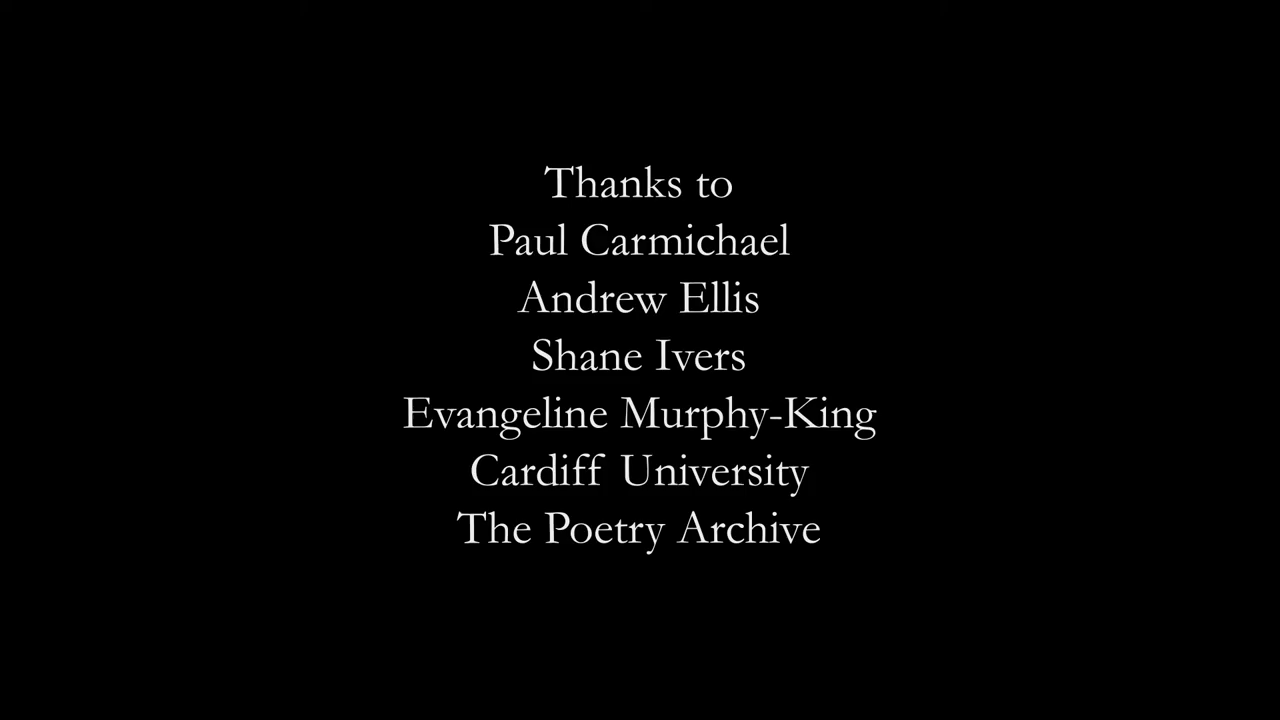 Thanks to
Paul Carmichael
Andrew Ellis
Shane Ivers
Evangeline Murphy-King
Cardiff University
The Poetry Archive